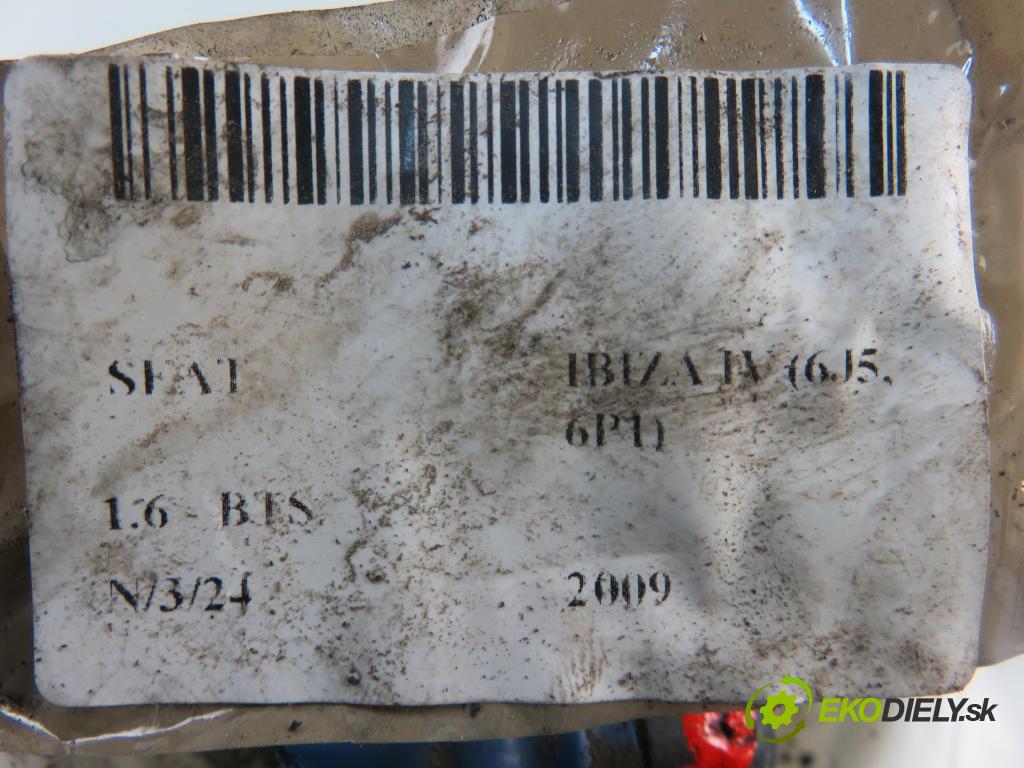 SEAT IBIZA IV (6J5,
6P1)
1.6 - BTS
N/3/24 2009
EKODIELY.sk